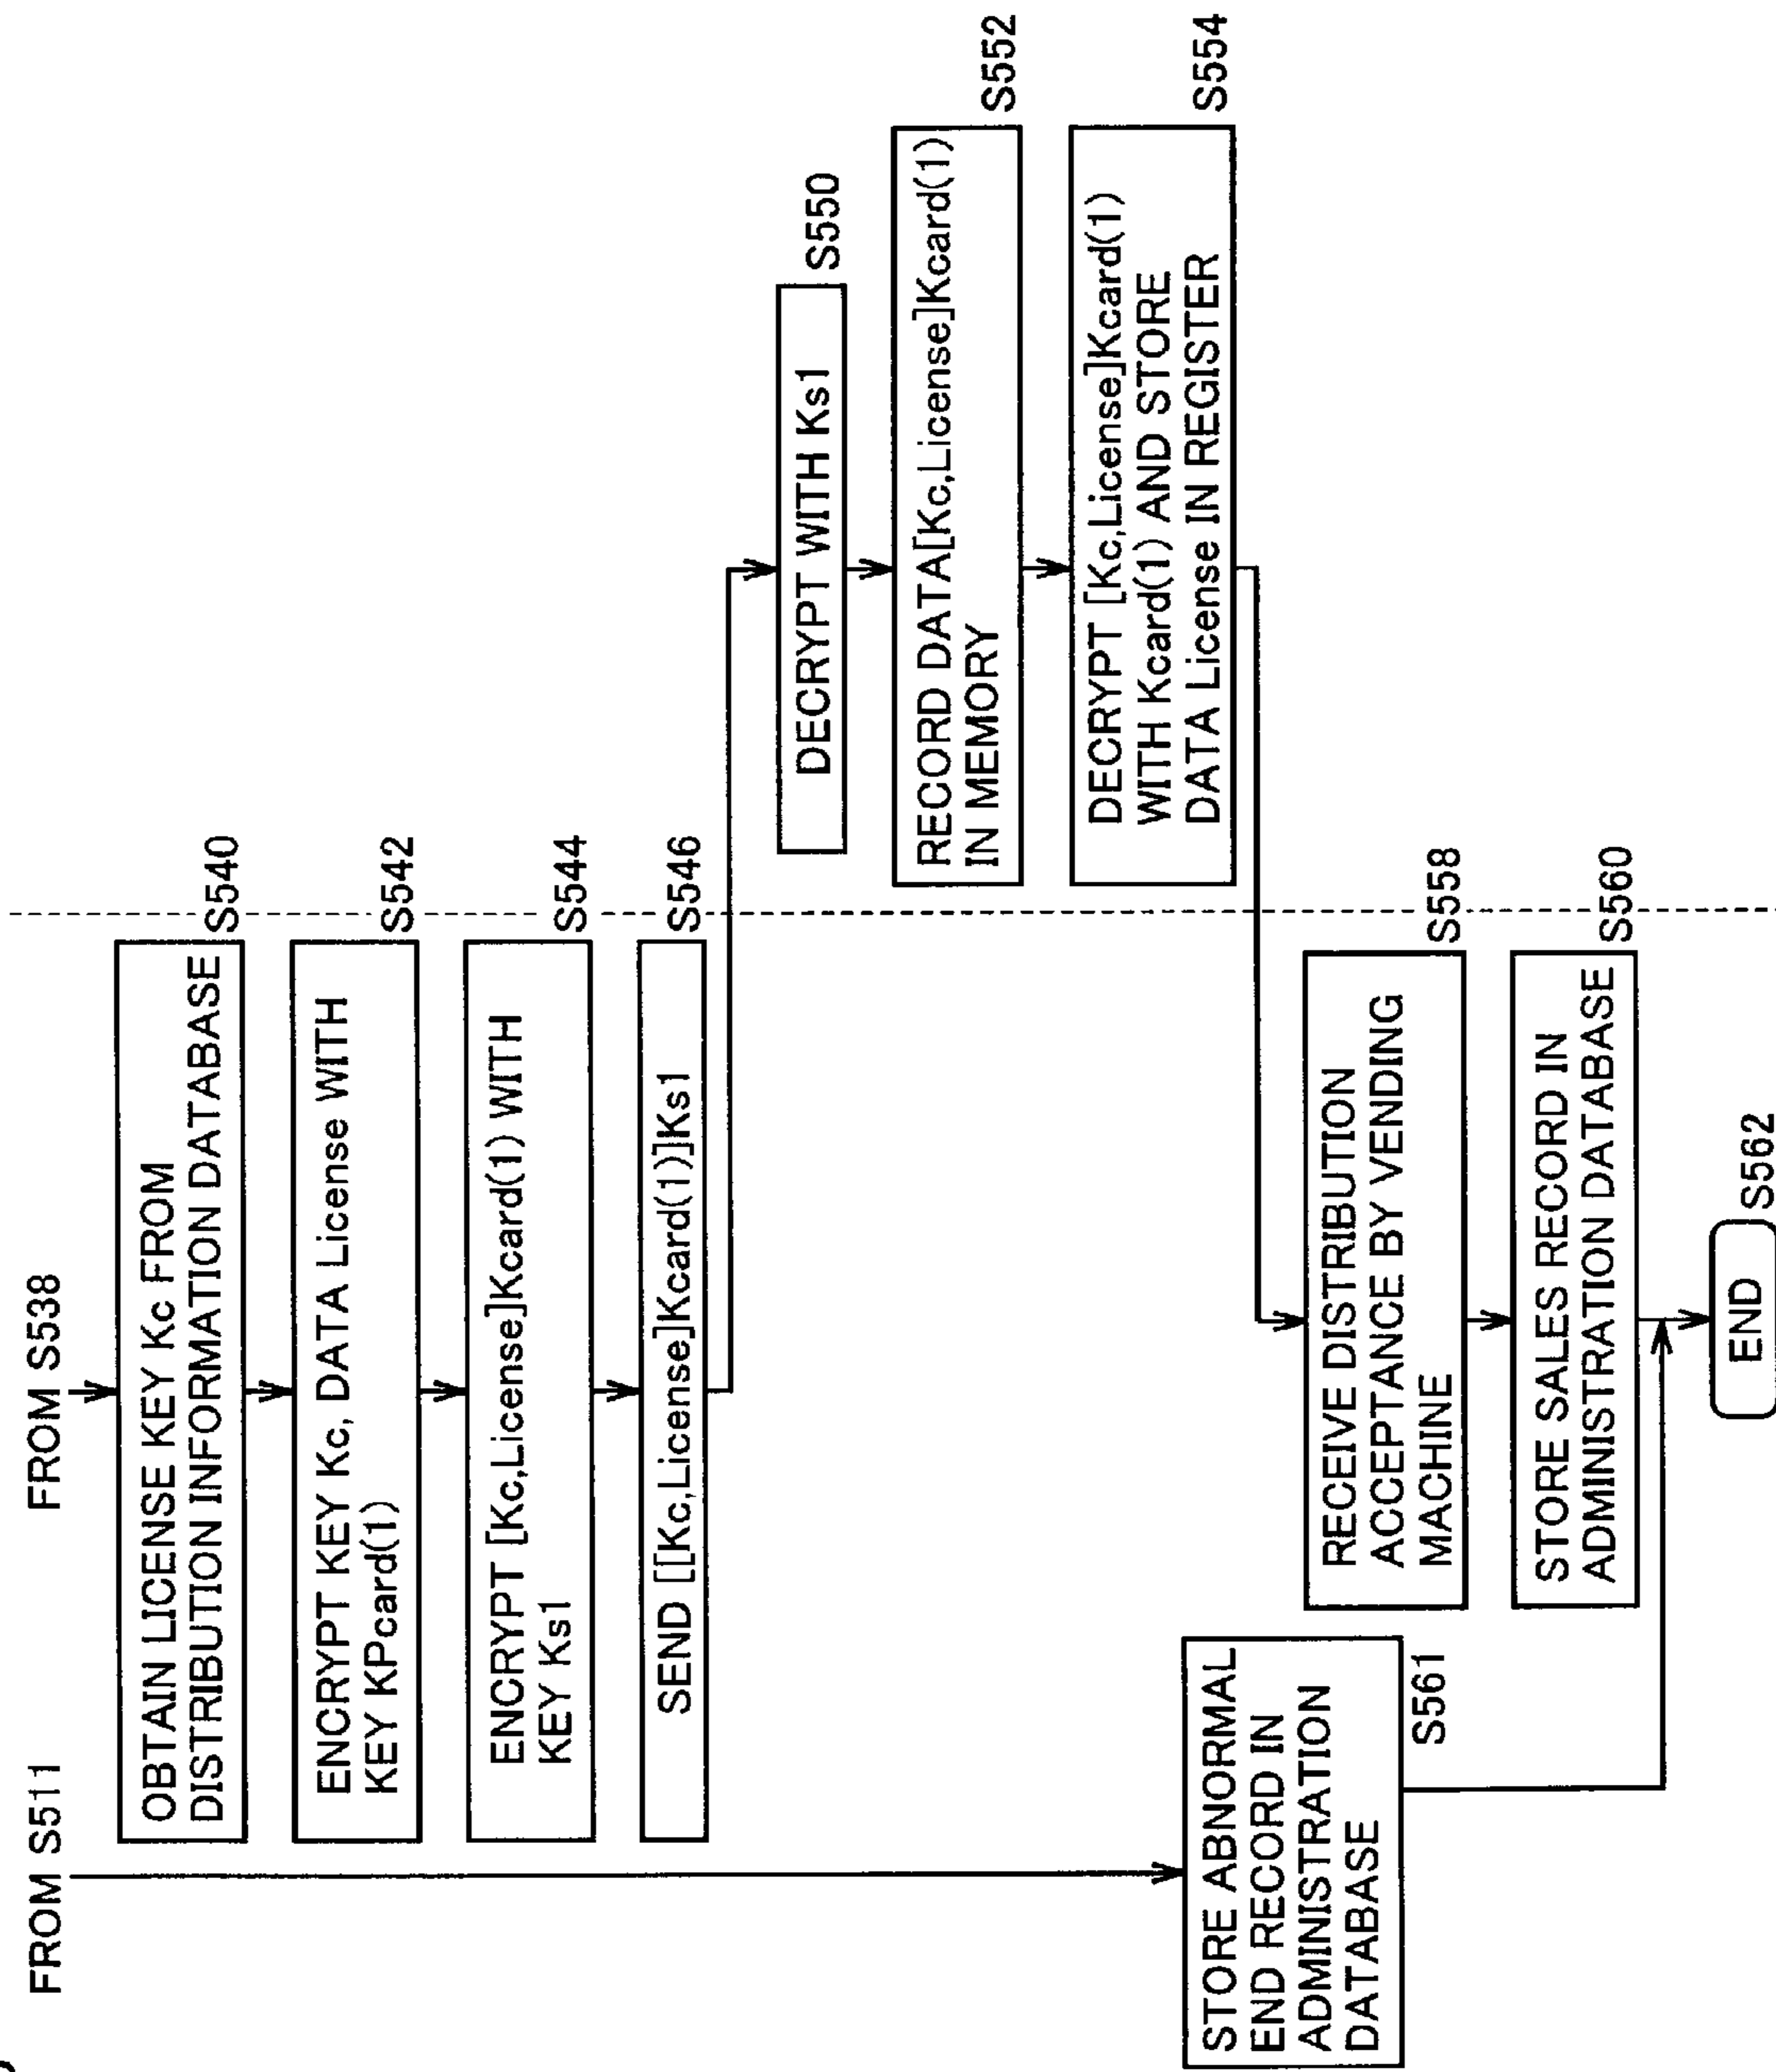 FROM S511
FROM S538
OBTAIN LICENSE KEY Kc FROM
DISTRIBUTION INFORMATION DATABASE
S540
ENCRYPT KEY Kc, DATA License WITH
KEY KPcard(1)
S542
ENCRYPT [Kc,License]Kcard(1) WITH
KEY Ks1
S544
SEND [[Kc,License]Kcard(1)]Ks1
S546
DECRYPT WITH Ks1
S550
RECORD DATA[Kc,License]Kcard(1)
IN MEMORY
S552
DECRYPT [Kc,License]Kcard(1)
WITH Kcard(1) AND STORE
DATA License IN REGISTER
S554
RECEIVE DISTRIBUTION
ACCEPTANCE BY VENDING
MACHINE
S558
STORE SALES RECORD IN
ADMINISTRATION DATABASE
S560
STORE ABNORMAL
END RECORD IN
ADMINISTRATION
DATABASE
S561
END
S562